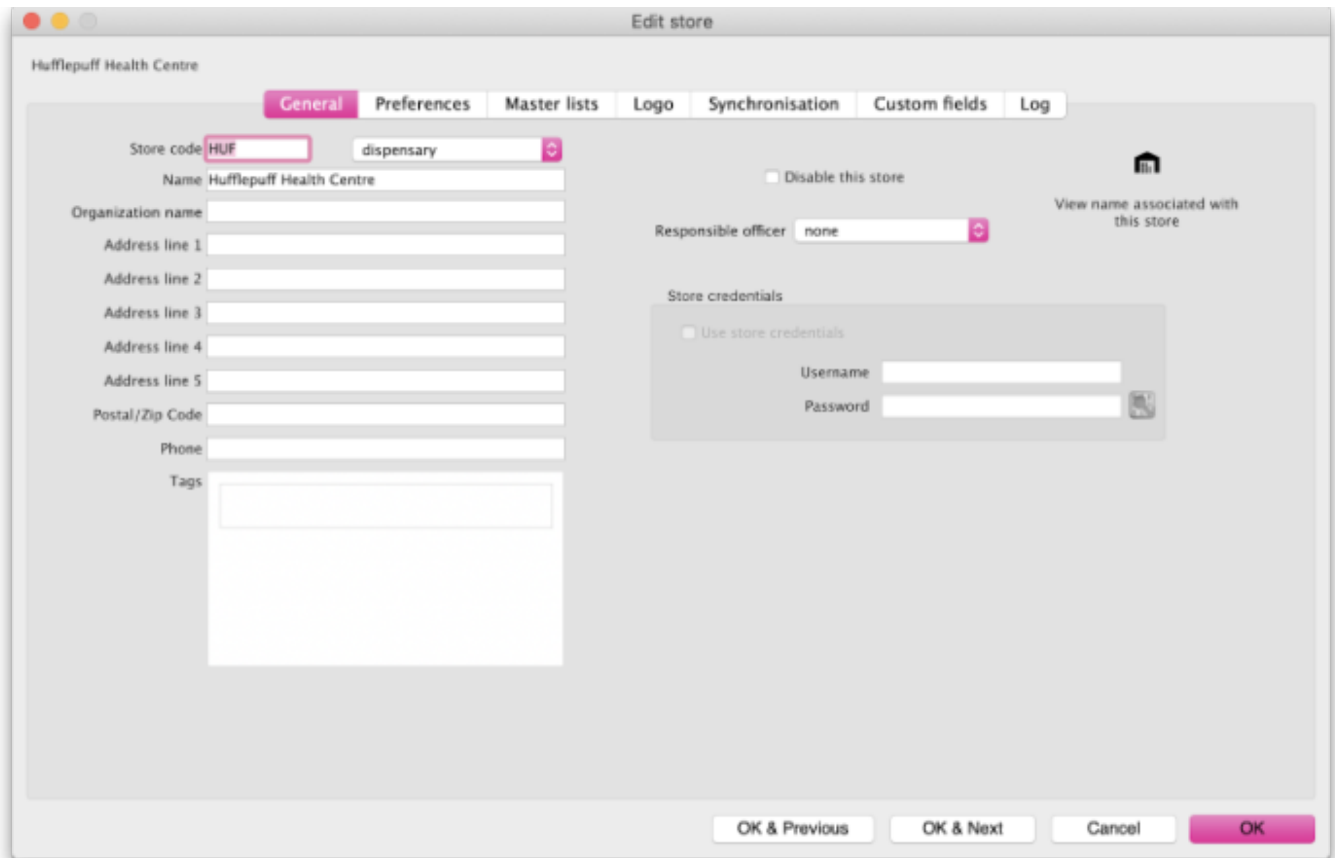 Edit store
Hufflepuff Health Centre
General Preferences Master lists Logo Synchronisation Custom fields Log
Store code HUF dispensary
Name Hufflepuff Health Centre
Disable this store
Organization name
View name associated with
this store
Responsible officer none
Address line 1
Address line 2
Address line 3
Address line 4
Address line 5
Postal/Zip Code
Phone
Tags
Store credentials
Use store credentials
Username
Password
OK & Previous OK & Next Cancel OK